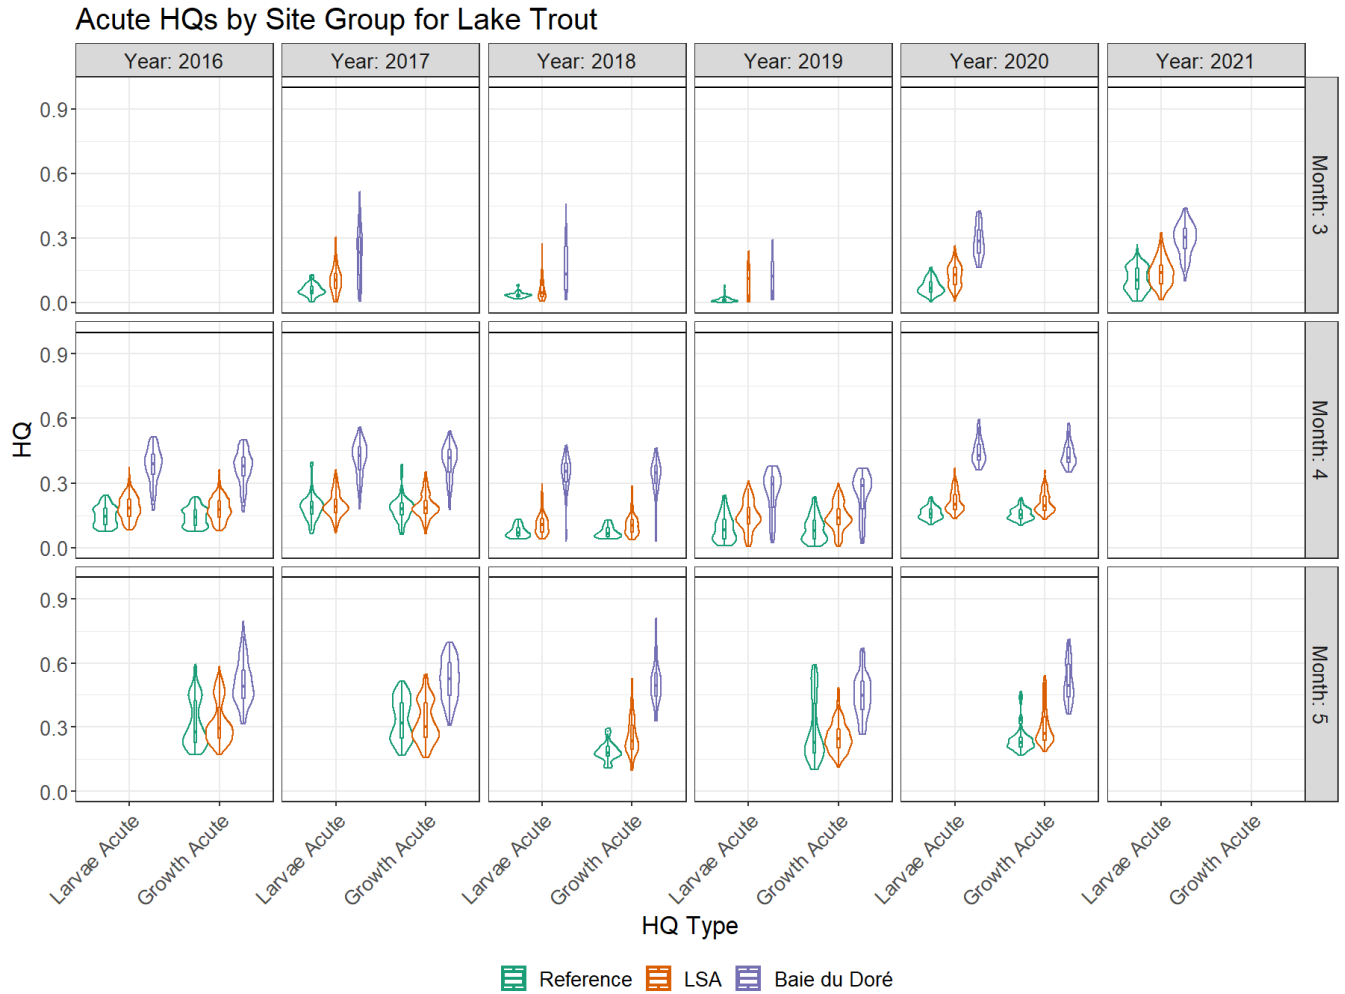 Acute HQs by Site Group for Lake Trout
Year: 2016 Year: 2017 Year: 2018 Year: 2019 Year: 2020 Year: 2021
0.9
0.6
0.3
0.0
Month: 3
0.9
0.6
0.3
0.0
Month: 4
HQ
0.9
0.6
0.3
0.0
Month: 5
Larvae Acute Growth Acute Larvae Acute Growth Acute Larvae Acute Growth Acute Larvae Acute Growth Acute Larvae Acute Growth Acute Larvae Acute Growth Acute
HQ Type
Reference LSA Baie du Doré